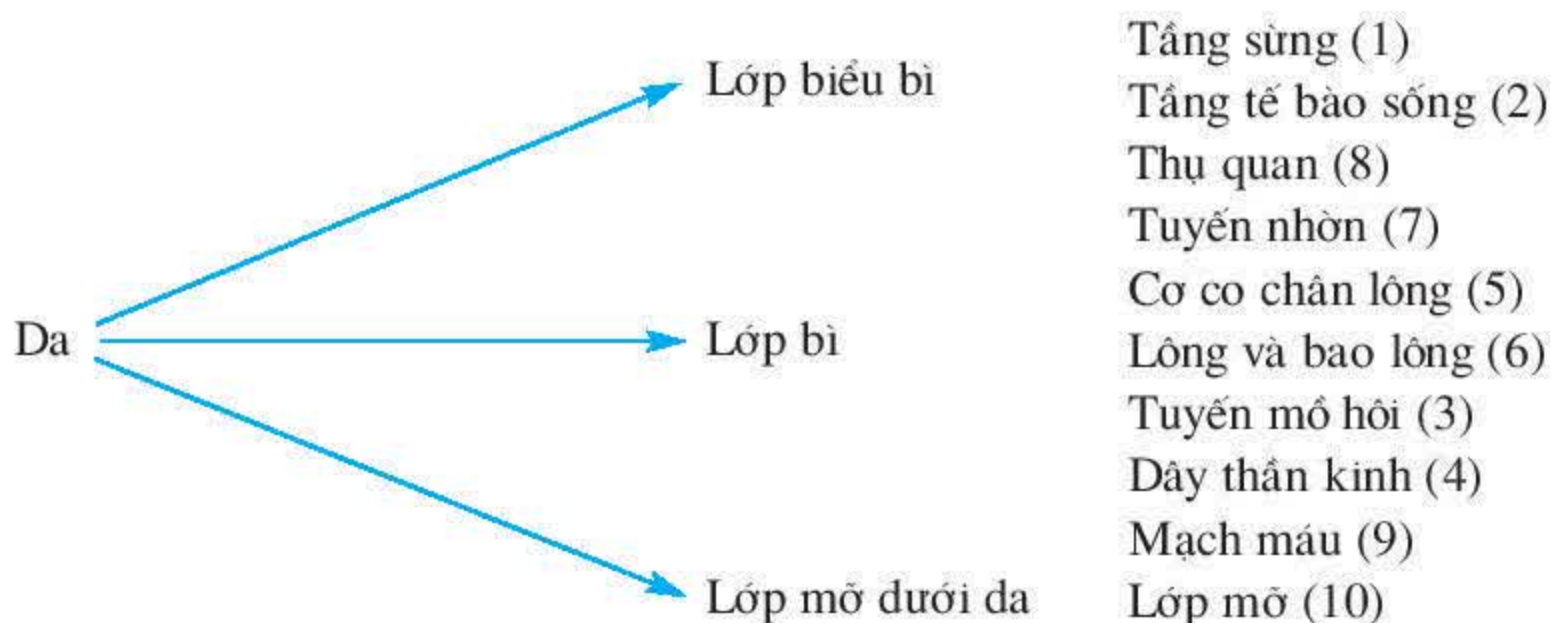 Da
Lớp biểu bì
Lớp bì
Lớp mỡ dưới da
Tầng sừng (1)
Tầng tế bào sống (2)
Thụ quan (8)
Tuyến nhờn (7)
Cơ co chân lông (5)
Lông và bao lông (6)
Tuyến mồ hôi (3)
Dây thần kinh (4)
Mạch máu (9)
Lớp mỡ (10)